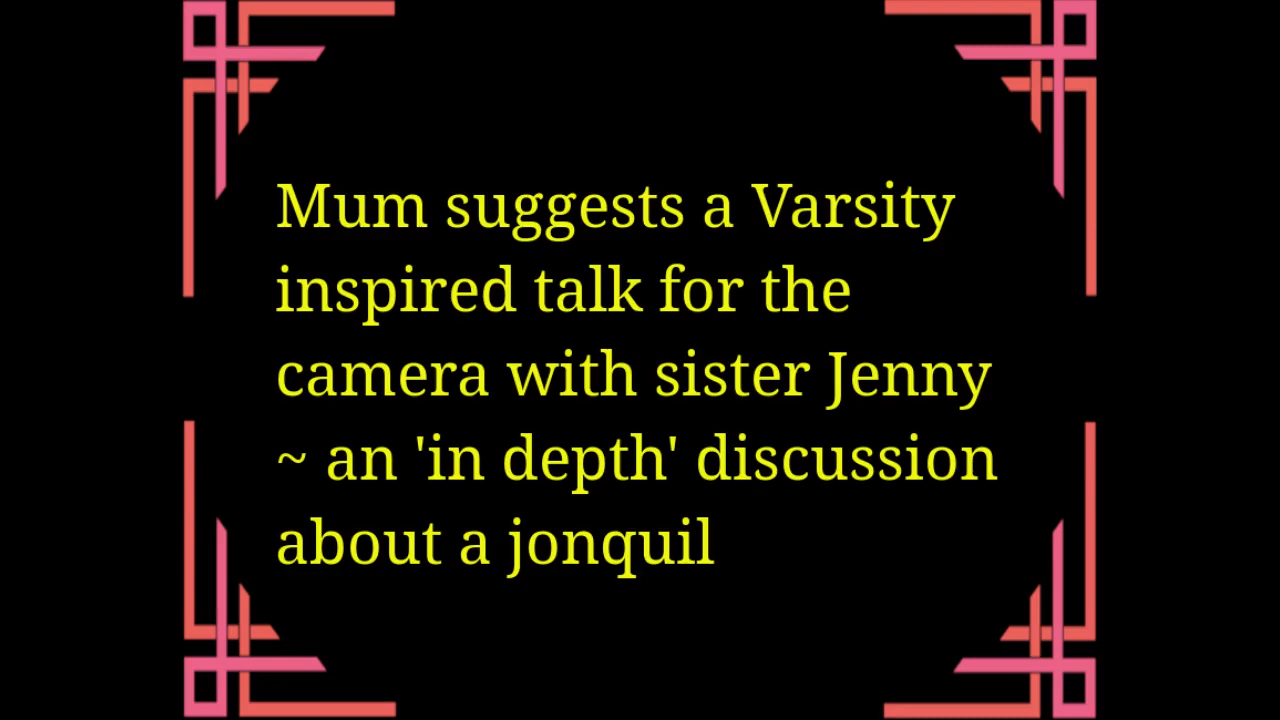 Mum suggests a Varsity
inspired talk for the
camera with sister Jenny
~ an 'in depth' discussion
about a jonquil